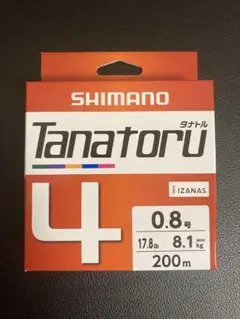 SHIMANO
タナトル
Tanatoru
4
IZANAS
0.8号
17.8lb 8.1kg
200m